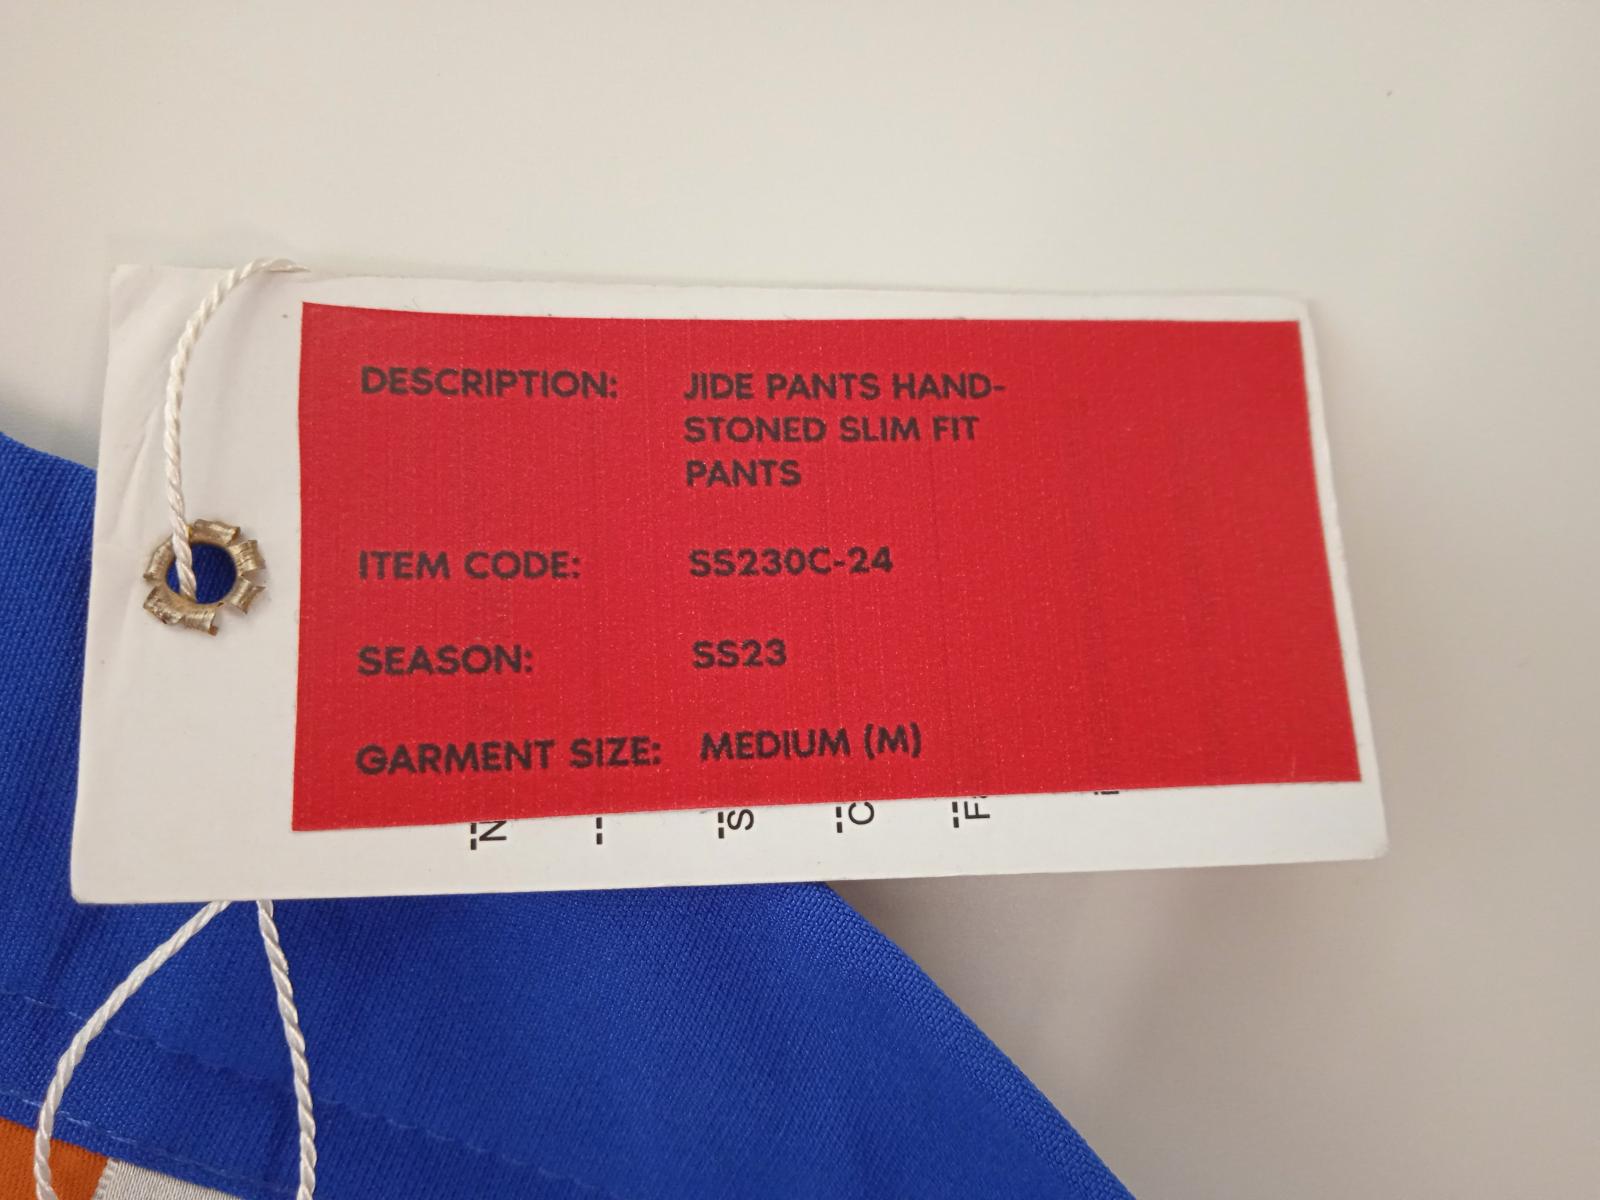 DESCRIPTION: JIDE PANTS HAND-
STONED SLIM FIT
PANTS
ITEM CODE: SS230C-24
SEASON: SS23
GARMENT SIZE: MEDIUM (M)
N
S
C
F